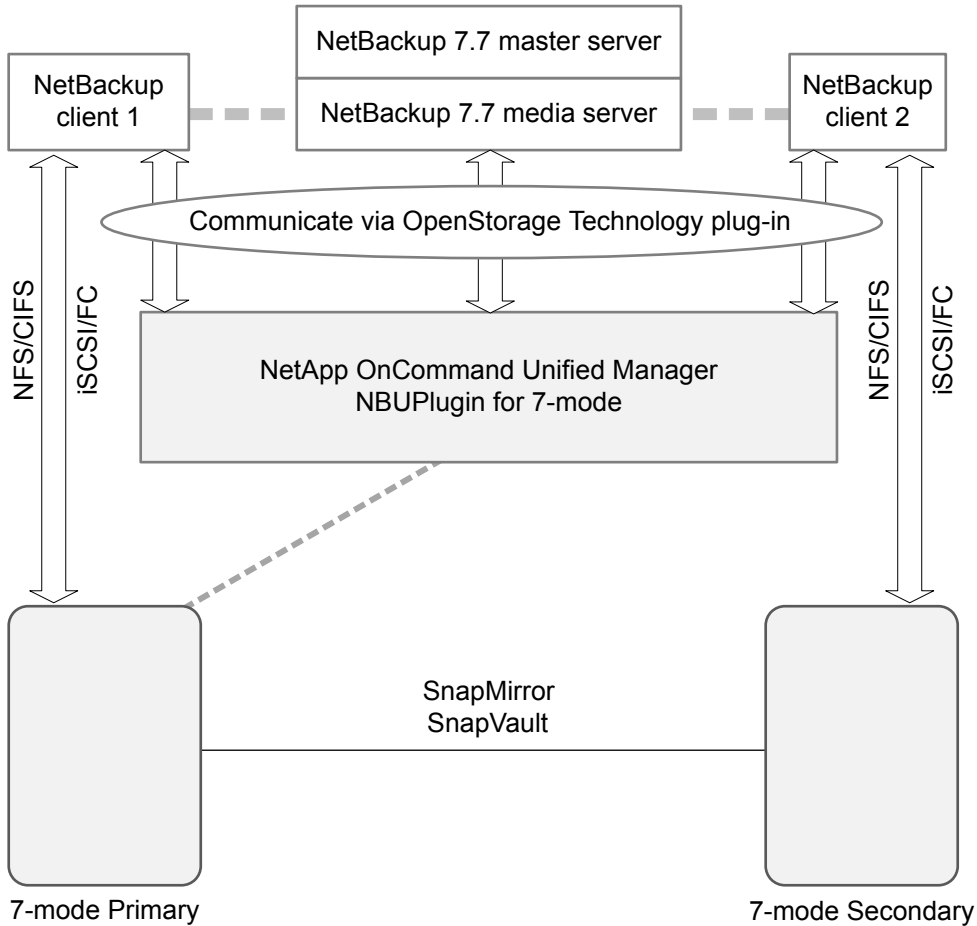 NetBackup 7.7 master server
NetBackup
client 1
NetBackup 7.7 media server
NetBackup
client 2
Communicate via OpenStorage Technology plug-in
NFS/CIFS
iSCSI/FC
NetApp OnCommand Unified Manager
NBUPlugin for 7-mode
NFS/CIFS
iSCSI/FC
SnapMirror
SnapVault
7-mode Primary
7-mode Secondary